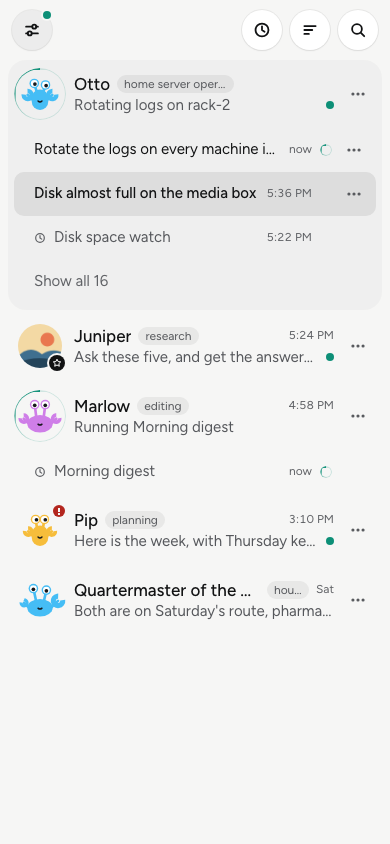 Otto home server oper...
Rotating logs on rack-2
Rotate the logs on every machine i... now
Disk almost full on the media box 5:36 PM
Disk space watch 5:22 PM
Show all 16
Juniper research 5:24 PM
Ask these five, and get the answer...
Marlow editing 4:58 PM
Running Morning digest
Morning digest now
Pip planning 3:10 PM
Here is the week, with Thursday ke...
Quartermaster of the ... hou... Sat
Both are on Saturday's route, pharma...